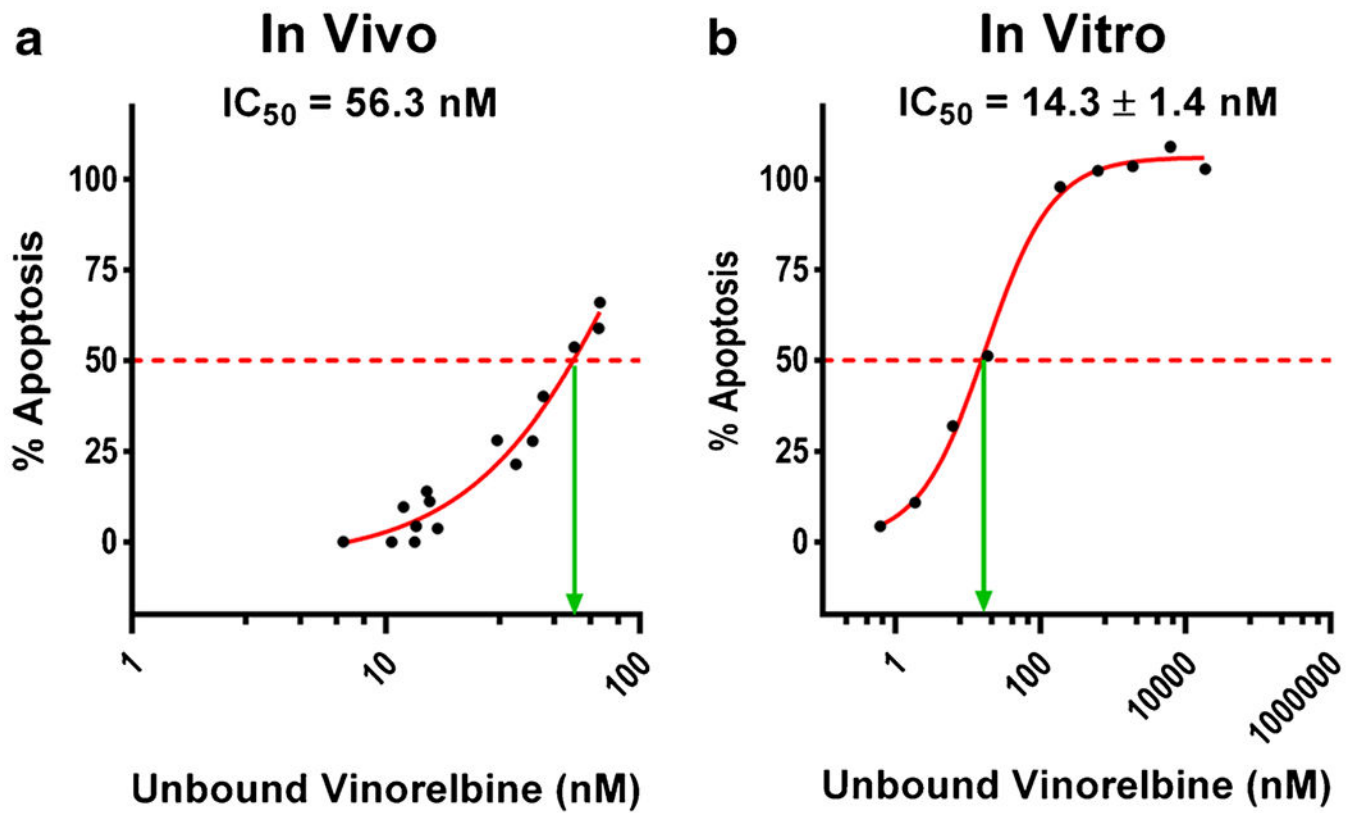 a
In Vivo
IC50 = 56.3 nM
% Apoptosis
100
75
50
25
0
1
10
100
Unbound Vinorelbine (nM)
b
In Vitro
IC50 = 14.3 ± 1.4 nM
% Apoptosis
100
75
50
25
0
1
100
10000
1000000
Unbound Vinorelbine (nM)